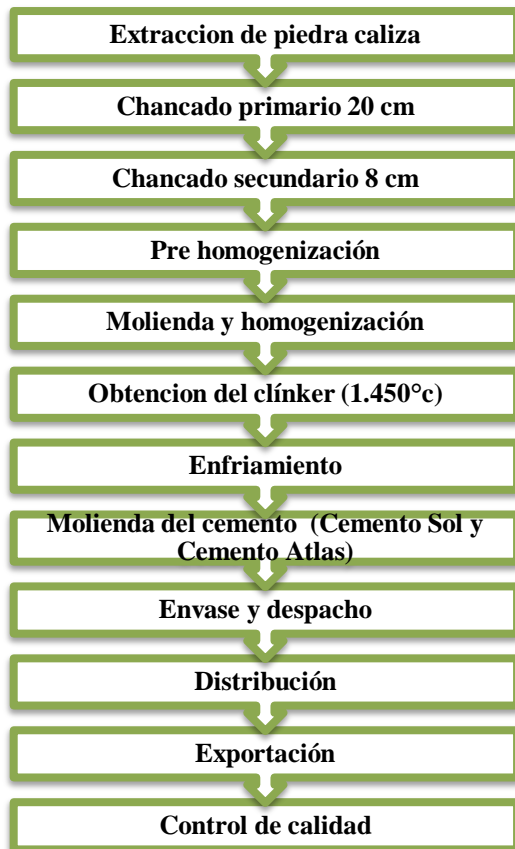 Extraccion de piedra caliza
Chancado primario 20 cm
Chancado secundario 8 cm
Pre homogenización
Molienda y homogenización
Obtencion del clínker (1.450°c)
Enfriamiento
Molienda del cemento (Cemento Sol y
Cemento Atlas)
Envase y despacho
Distribución
Exportación
Control de calidad